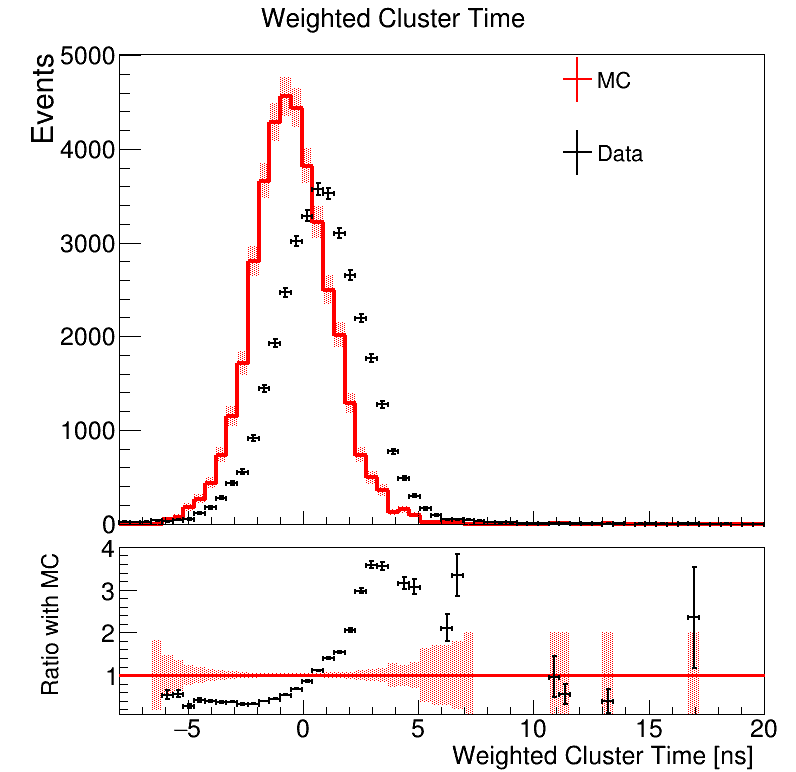 Weighted Cluster Time
Events
5000
4000
3000
2000
1000
0
MC
Data
Ratio with MC
4
3
2
1
−5 0 5 10 15 20
Weighted Cluster Time [ns]